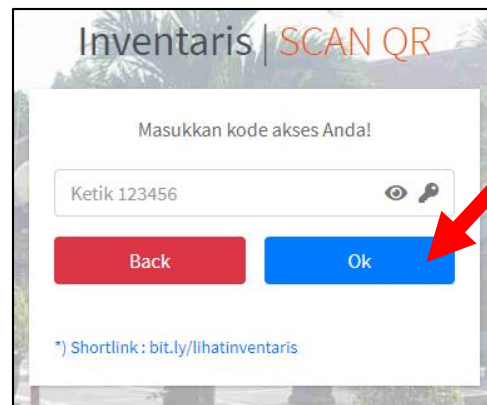 Inventaris | SCAN QR
Masukkan kode akses Anda!
Ketik 123456
Back Ok
*) Shortlink : bit.ly/lihatinventaris